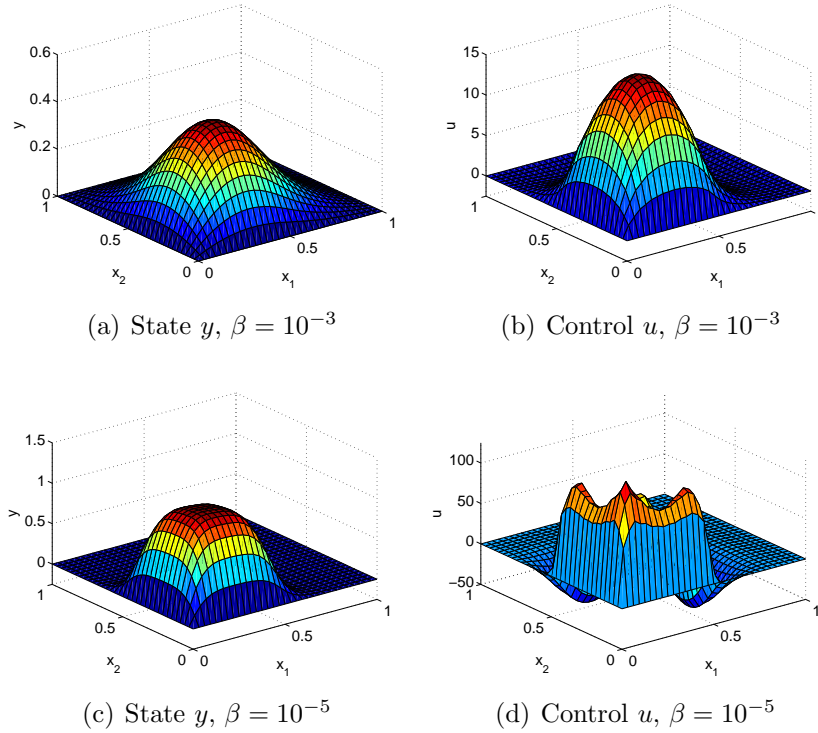 0.6
0.4
0.2
0
y
1
0.5
0
x2
0
0.5
1
x1
(a) State y, β = 10−3
15
10
5
0
u
1
0.5
0
x2
0
0.5
1
x1
(b) Control u, β = 10−3
1.5
1
0.5
0
y
1
0.5
0
x2
0
0.5
1
x1
(c) State y, β = 10−5
100
50
0
−50
u
1
0.5
0
x2
0
0.5
1
x1
(d) Control u, β = 10−5